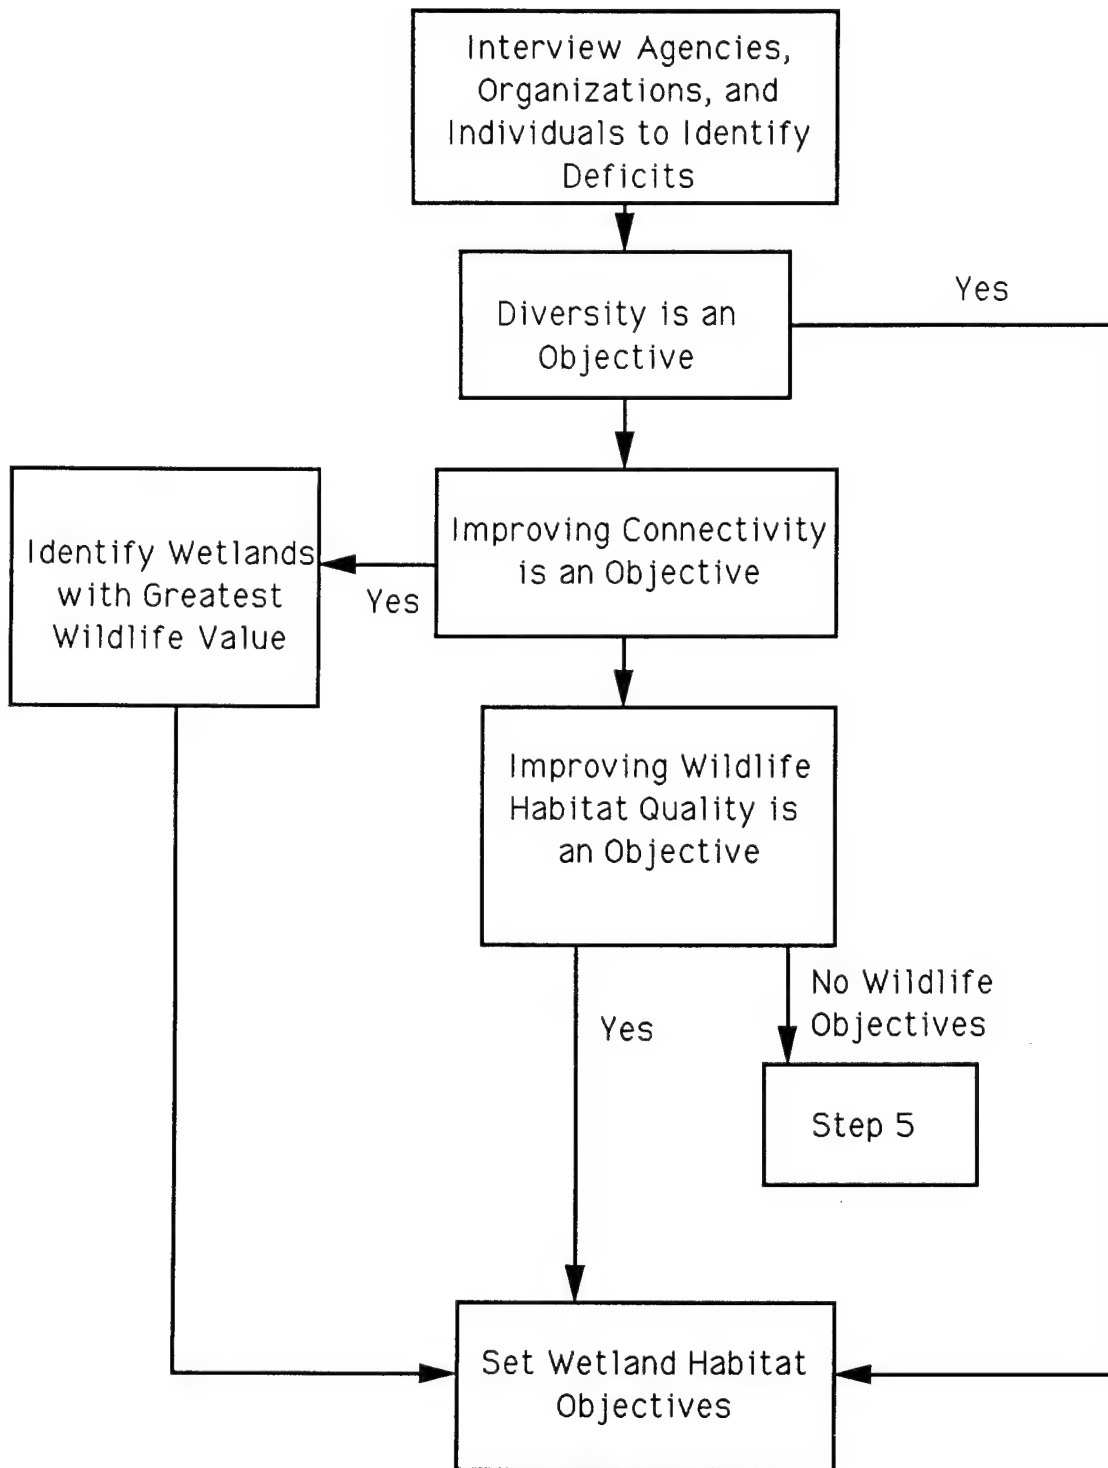 Interview Agencies,
Organizations, and
Individuals to Identify
Deficits
Yes
Diversity is an
Objective
Improving Connectivity
is an Objective
Identify Wetlands
with Greatest
Wildlife Value
Yes
Improving Wildlife
Habitat Quality is
an Objective
No Wildlife
Objectives
Yes
Step 5
Set Wetland Habitat
Objectives